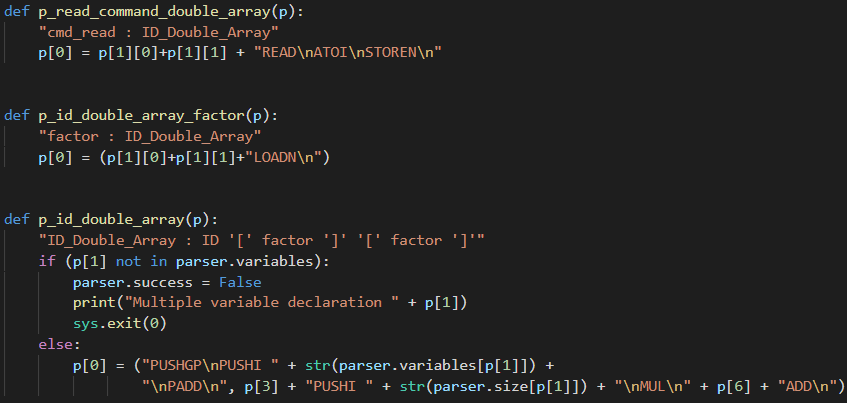 def p_read_command_double_array(p):
    "cmd_read : ID_Double_Array"
    p[0] = p[1][0]+p[1][1] + "READ\nATOI\nSTOREN\n"
def p_id_double_array_factor(p):
    "factor : ID_Double_Array"
    p[0] = (p[1][0]+p[1][1]+"LOADN\n")
def p_id_double_array(p):
    "ID_Double_Array : ID '[' factor ']' '[' factor ']'"
    if (p[1] not in parser.variables):
        parser.success = False
        print("Multiple variable declaration " + p[1])
        sys.exit(0)
    else:
        p[0] = ("PUSHGP\nPUSHI " + str(parser.variables[p[1]]) +
                "\nPADD\n", p[3] + "PUSHI " + str(parser.size[p[1]]) + "\nMUL\n" + p[6] + "ADD\n")